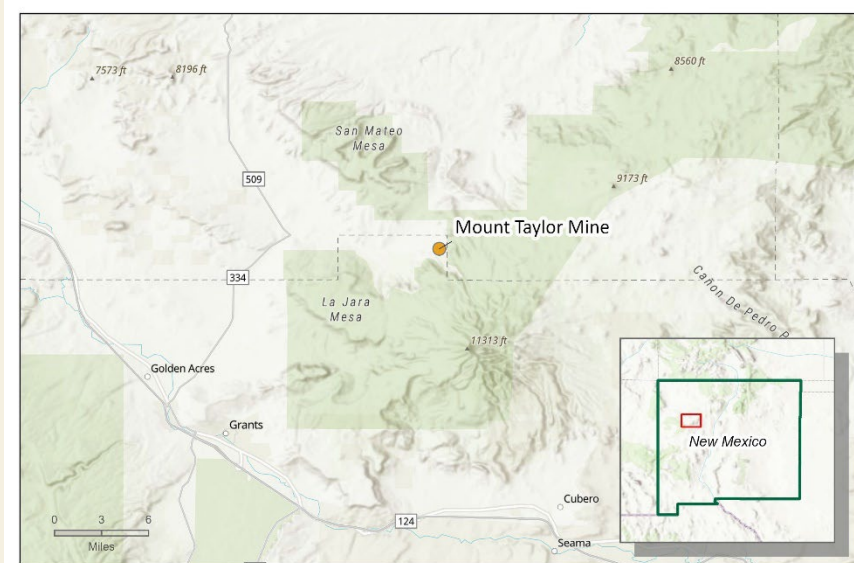 7573 ft
8196 ft
8560 ft
San Mateo
Mesa
509
9173 ft
Mount Taylor Mine
334
La Jara
Mesa
Cañon De Pedro P
11313 ft
Golden Acres
Grants
New Mexico
Cubero
124
Seama
0 3 6
Miles